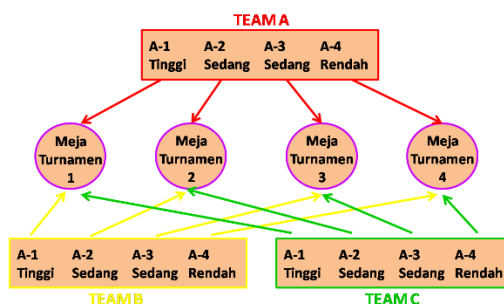 TEAM A
A-1 A-2 A-3 A-4
Tinggi Sedang Sedang Rendah
Meja Turnamen 1
Meja Turnamen 2
Meja Turnamen 3
Meja Turnamen 4
A-1 A-2 A-3 A-4
Tinggi Sedang Sedang Rendah
TEAM B
A-1 A-2 A-3 A-4
Tinggi Sedang Sedang Rendah
TEAM C